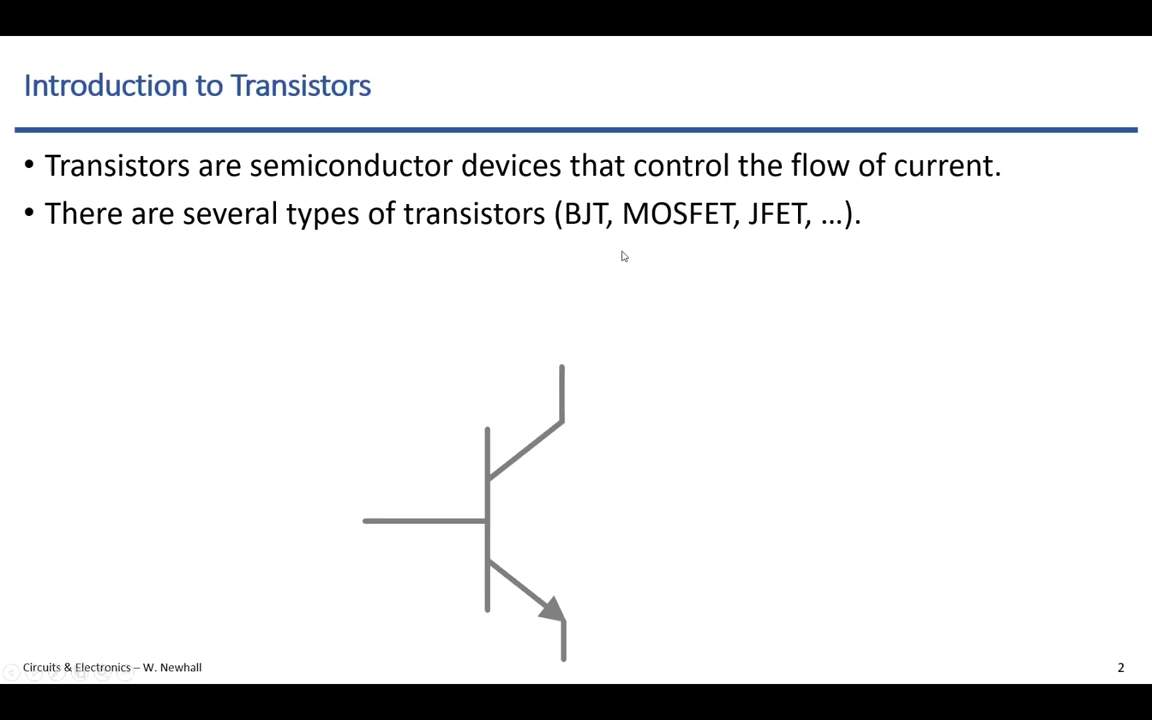 Introduction to Transistors
• Transistors are semiconductor devices that control the flow of current.
• There are several types of transistors (BJT, MOSFET, JFET, ...).
Circuits & Electronics – W. Newhall
2